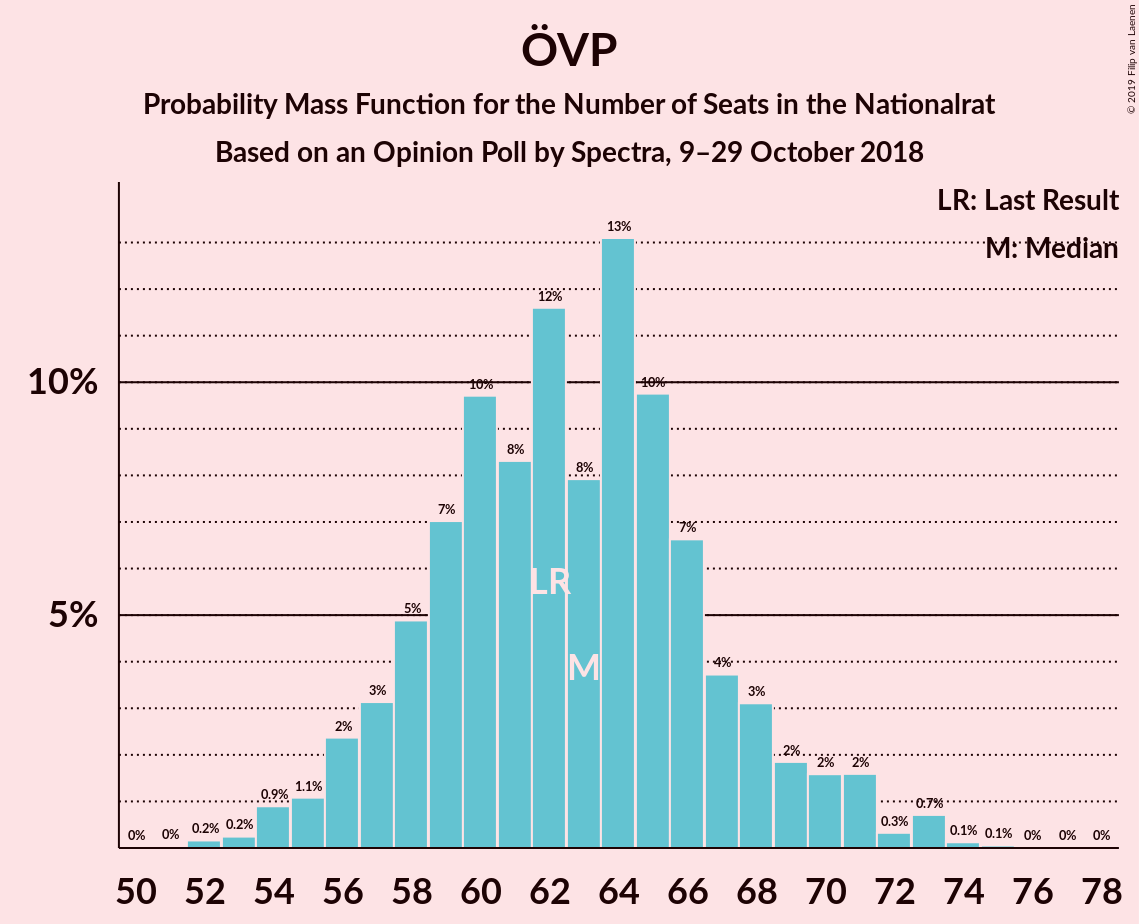 ÖVP
Probability Mass Function for the Number of Seats in the Nationalrat
Based on an Opinion Poll by Spectra, 9–29 October 2018
© 2019 Filip van Laenen
LR: Last Result
M: Median
10%
5%
0% 0% 0.2% 0.2% 0.9% 1.1% 2% 3% 5% 7% 10% 8% 12% 8% 13% 10% 7% 4% 3% 2% 2% 2% 0.3% 0.7% 0.1% 0.1% 0% 0% 0%
LR
M
50 52 54 56 58 60 62 64 66 68 70 72 74 76 78